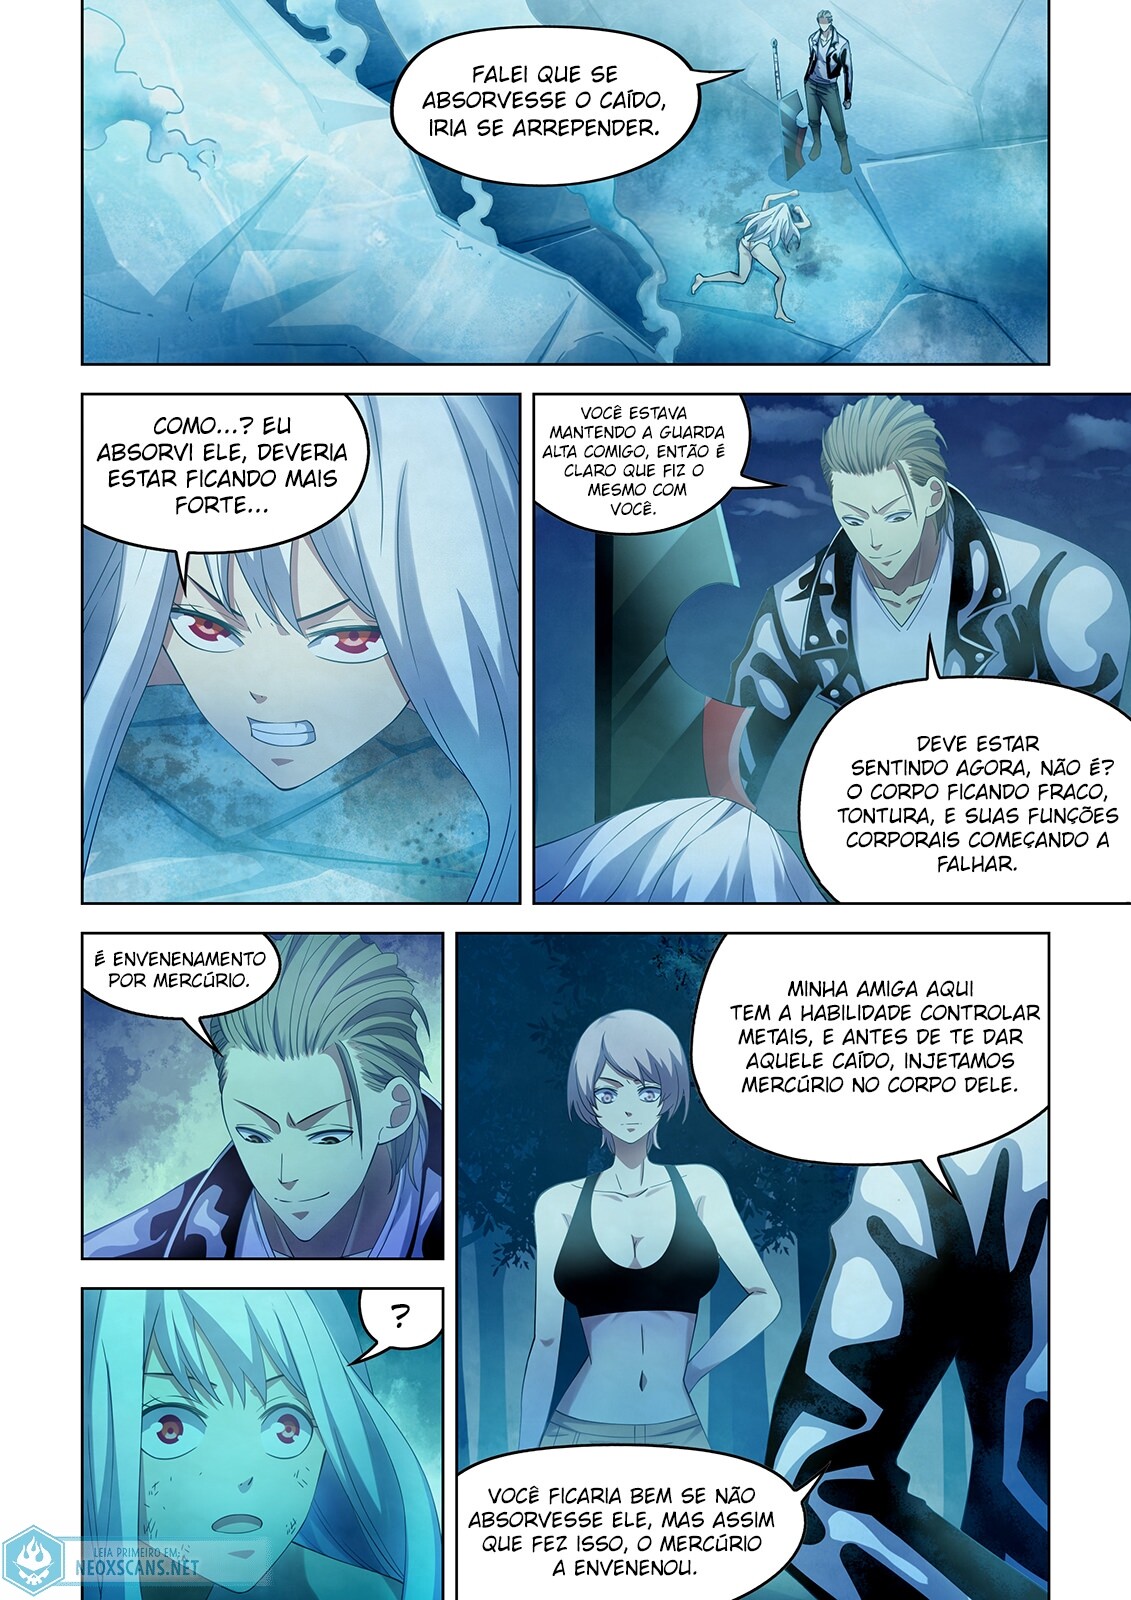 FALEI QUE SE
ABSORVESSE O CAÍDO,
IRIA SE ARREPENDER.
COMO...? EU
ABSORVI ELE, DEVERIA
ESTAR FICANDO MAIS
FORTE...
VOCÊ ESTAVA
MANTENDO A GUARDA
ALTA COMIGO, ENTÃO É
CLARO QUE FIZ O
MESMO COM
VOCÊ.
DEVE ESTAR
SENTINDO AGORA, NÃO É?
O CORPO FICANDO FRACO,
TONTURA, E SUAS FUNÇÕES
CORPORAIS COMEÇANDO A
FALHAR.
É ENVENENAMENTO
POR MERCÚRIO.
MINHA AMIGA AQUI
TEM A HABILIDADE CONTROLAR
METAIS, E ANTES DE TE DAR
AQUELE CAÍDO, INJETAMOS
MERCÚRIO NO CORPO DELE.
?
VOCÊ FICARIA BEM SE NÃO
ABSORVESSE ELE, MAS ASSIM
QUE FEZ ISSO, O MERCÚRIO
A ENVENENOU.
LEIA PRIMEIRO EM:
NEOXSCANS.NET